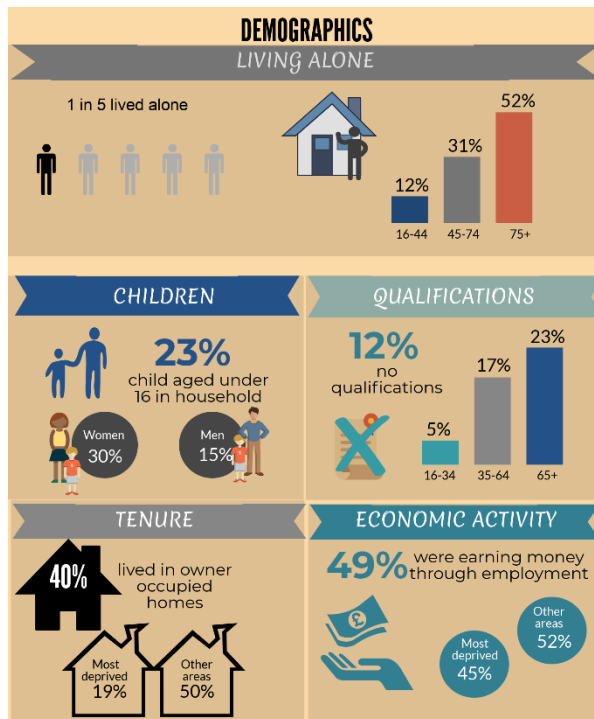 DEMOGRAPHICS
LIVING ALONE
1 in 5 lived alone
12%
31%
52%
16-44
45-74
75+
CHILDREN
23%
child aged under
16 in household
Women
30%
Men
15%
QUALIFICATIONS
12%
no
qualifications
5%
17%
23%
16-34
35-64
65+
TENURE
40%
lived in owner
occupied
homes
Most
deprived
19%
Other
areas
50%
ECONOMIC ACTIVITY
49%
were earning money
through employment
£
Most
deprived
45%
Other
areas
52%